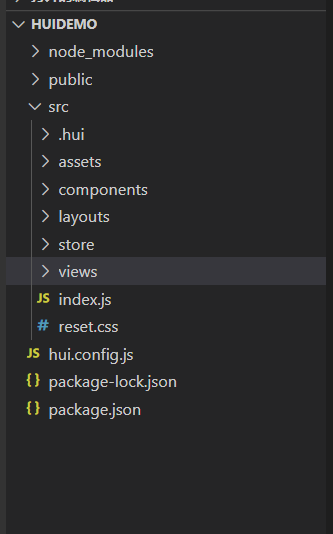 HUIDEMO
node_modules
public
src
.hui
assets
components
layouts
store
views
JS index.js
# reset.css
JS hui.config.js
{ } package-lock.json
{ } package.json